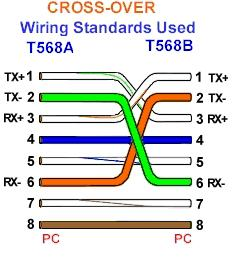 CROSS-OVER
Wiring Standards Used
T568A T568B
TX+ 1 1 TX+
TX- 2 2 TX-
RX+ 3 3 RX+
4 4
5 5
RX- 6 6 RX-
7 7
8 8
PC PC